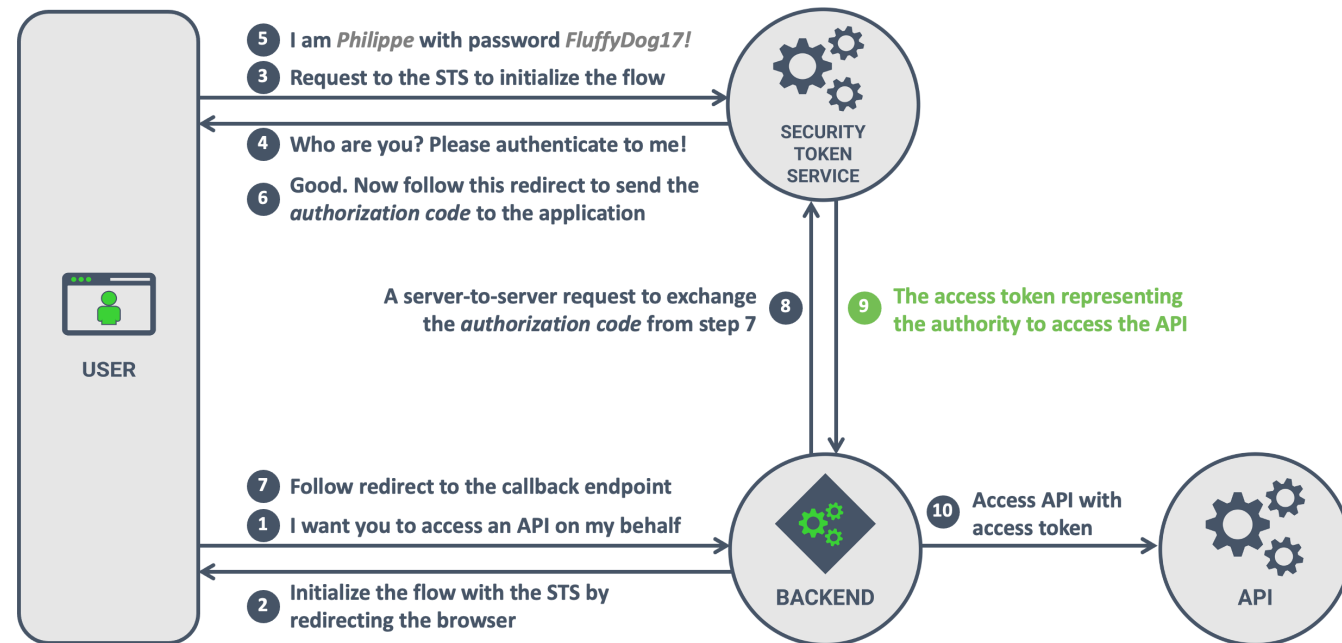 5 I am Philippe with password FluffyDog17!
3 Request to the STS to initialize the flow
4 Who are you? Please authenticate to me!
6 Good. Now follow this redirect to send the
authorization code to the application
SECURITY
TOKEN
SERVICE
USER
A server-to-server request to exchange
the authorization code from step 7
8
9 The access token representing
the authority to access the API
7 Follow redirect to the callback endpoint
1 I want you to access an API on my behalf
2 Initialize the flow with the STS by
redirecting the browser
BACKEND
10 Access API with
access token
API